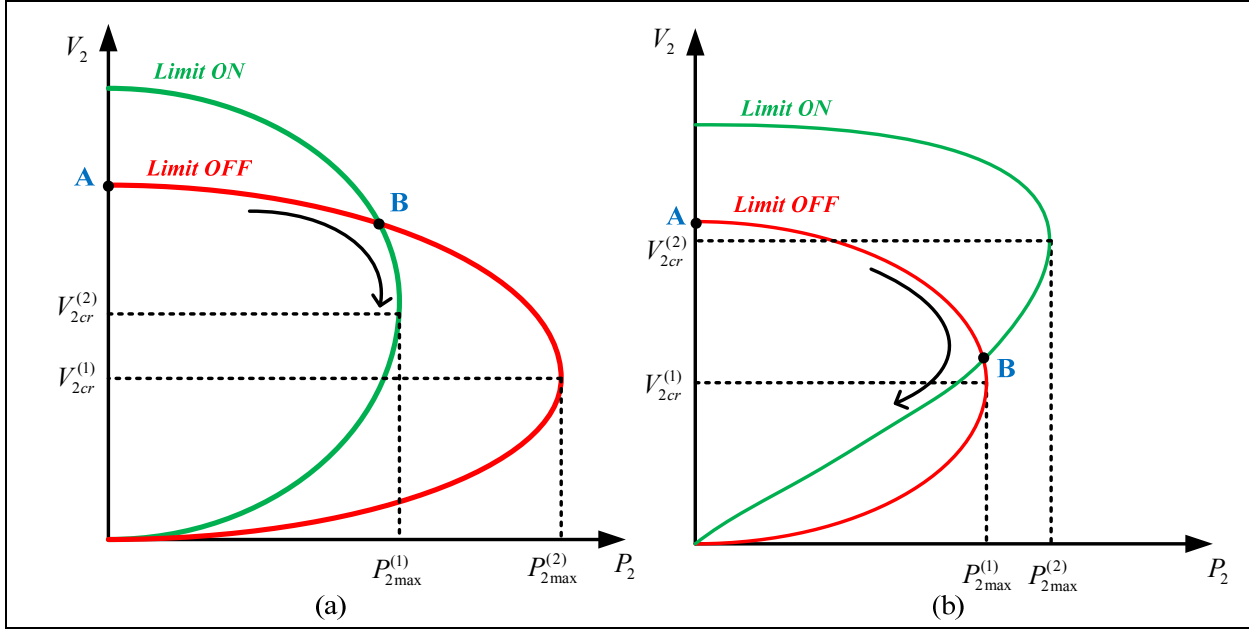 V₂
Limit ON
Limit OFF
A
B
V₂cr⁽²⁾
V₂cr⁽¹⁾
P₂max⁽¹⁾
P₂max⁽²⁾
P₂
(a)
V₂
Limit ON
Limit OFF
A
V₂cr⁽²⁾
B
V₂cr⁽¹⁾
P₂max⁽¹⁾
P₂max⁽²⁾
P₂
(b)